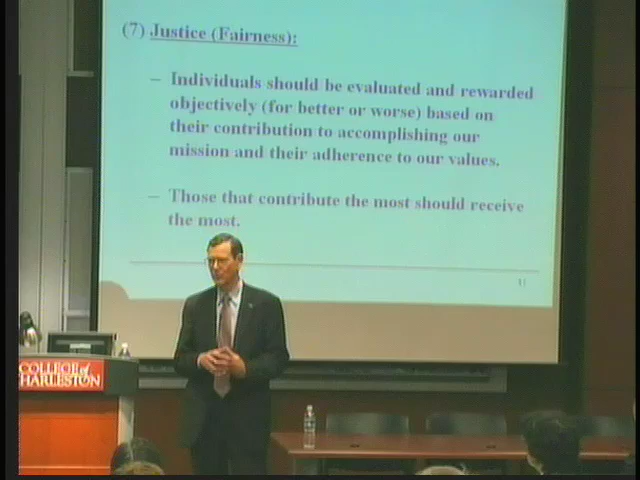 (7) Justice (Fairness):
– Individuals should be evaluated and rewarded
objectively (for better or worse) based on
their contribution to accomplishing our
mission and their adherence to our values.
– Those that contribute the most should receive
the most.
COLLEGE of
CHARLESTON